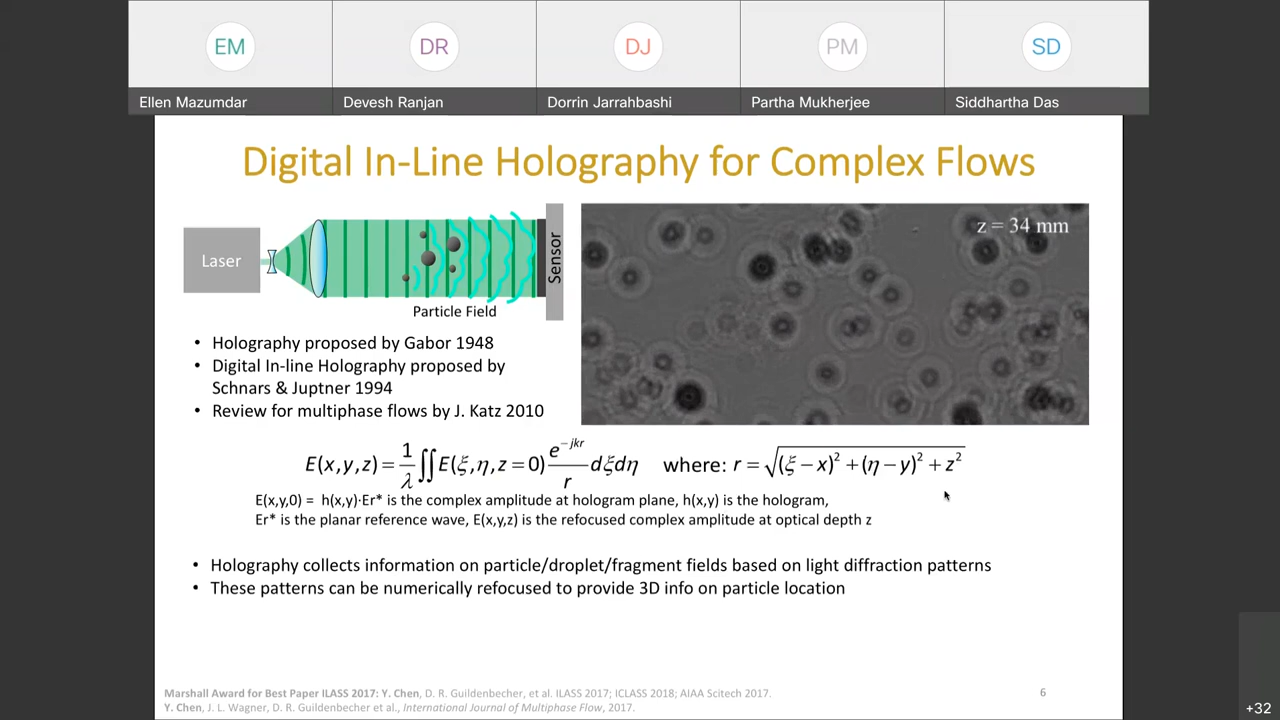 EM
DR
DJ
PM
SD
Ellen Mazumdar
Devesh Ranjan
Dorrin Jarrahbashi
Partha Mukherjee
Siddhartha Das
Digital In-Line Holography for Complex Flows
Laser
Sensor
Particle Field
z = 34 mm
• Holography proposed by Gabor 1948
• Digital In-line Holography proposed by
Schnars & Juptner 1994
• Review for multiphase flows by J. Katz 2010
E(x,y,z) = 1/λ ∬ E(ξ,η,z=0) e^{-jkr}/r dξdη where: r = √((ξ−x)² + (η−y)² + z²)
E(x,y,0) = h(x,y)·Er* is the complex amplitude at hologram plane, h(x,y) is the hologram,
Er* is the planar reference wave, E(x,y,z) is the refocused complex amplitude at optical depth z
• Holography collects information on particle/droplet/fragment fields based on light diffraction patterns
• These patterns can be numerically refocused to provide 3D info on particle location
Marshall Award for Best Paper ILASS 2017: Y. Chen, D. R. Guildenbecher, et al. ILASS 2017; ICLASS 2018; AIAA Scitech 2017.
Y. Chen, J. L. Wagner, D. R. Guildenbecher et al., International Journal of Multiphase Flow, 2017.
6
+32